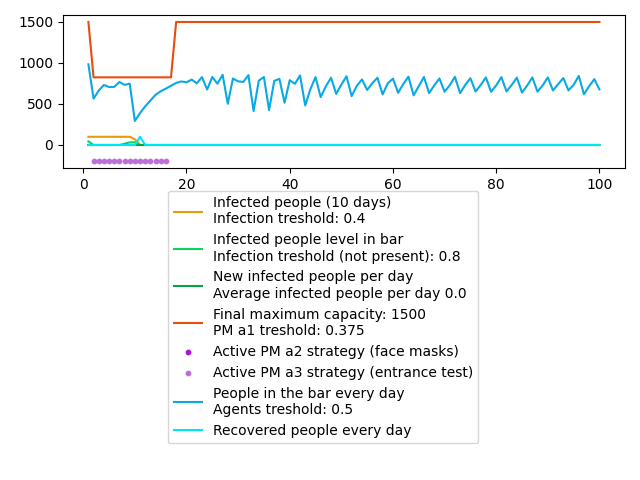 1500
1000
500
0
0 20 40 60 80 100
Infected people (10 days)
Infection treshold: 0.4
Infected people level in bar
Infection treshold (not present): 0.8
New infected people per day
Average infected people per day 0.0
Final maximum capacity: 1500
PM a1 treshold: 0.375
Active PM a2 strategy (face masks)
Active PM a3 strategy (entrance test)
People in the bar every day
Agents treshold: 0.5
Recovered people every day